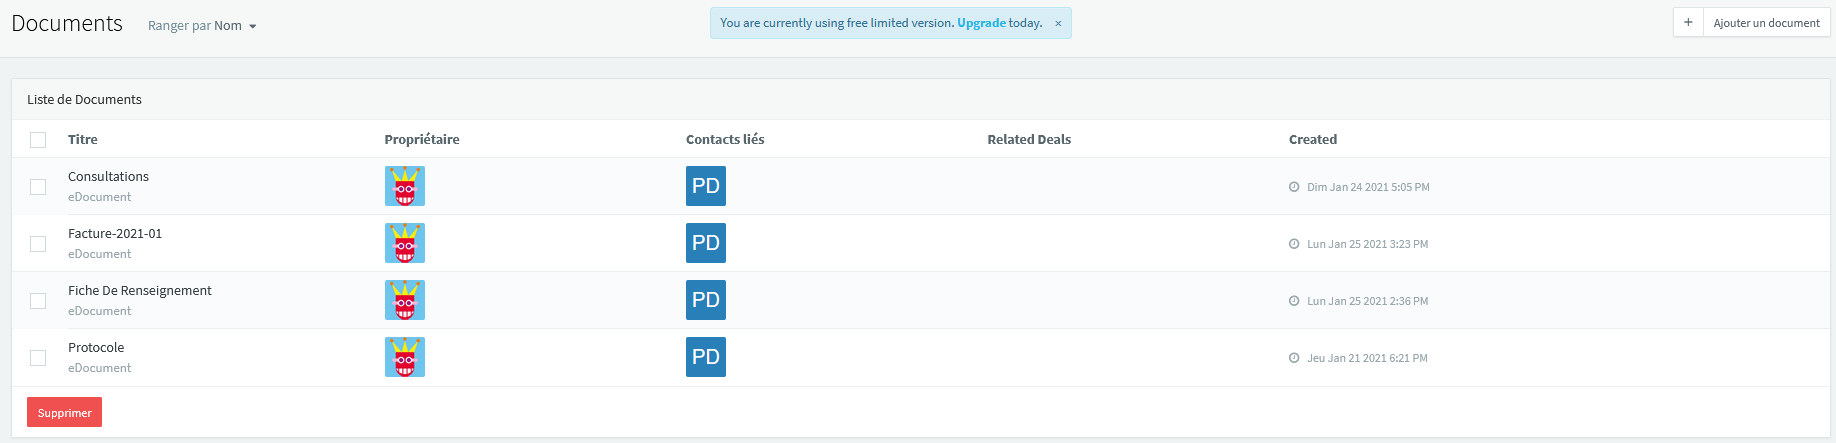 Documents Ranger par Nom You are currently using free limited version. Upgrade today. × + Ajouter un document
Liste de Documents
Titre Propriétaire Contacts liés Related Deals Created
Consultations
eDocument PD Dim Jan 24 2021 5:05 PM
Facture-2021-01
eDocument PD Lun Jan 25 2021 3:23 PM
Fiche De Renseignement
eDocument PD Lun Jan 25 2021 2:36 PM
Protocole
eDocument PD Jeu Jan 21 2021 6:21 PM
Supprimer